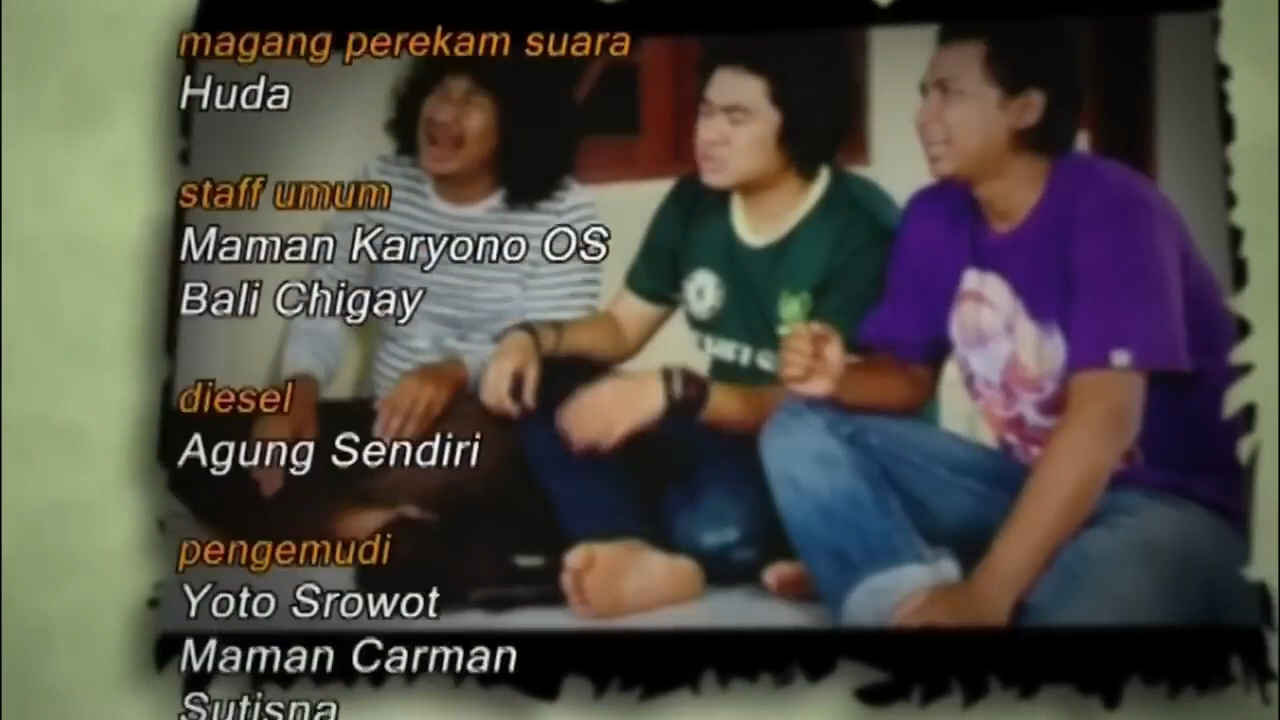 magang perekam suara
Huda
staff umum
Maman Karyono OS
Bali Chigay
diesel
Agung Sendiri
pengemudi
Yoto Srowot
Maman Carman
Sutisna